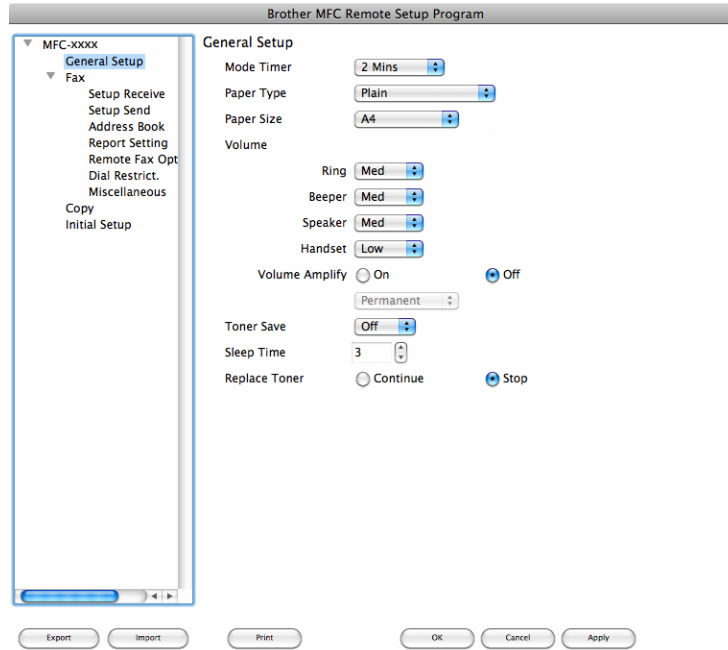 Brother MFC Remote Setup Program
MFC-xxxx
General Setup
Fax
Setup Receive
Setup Send
Address Book
Report Setting
Remote Fax Opt
Dial Restrict.
Miscellaneous
Copy
Initial Setup
General Setup
Mode Timer 2 Mins
Paper Type Plain
Paper Size A4
Volume
Ring Med
Beeper Med
Speaker Med
Handset Low
Volume Amplify On Off
Permanent
Toner Save Off
Sleep Time 3
Replace Toner Continue Stop
Export Import Print OK Cancel Apply